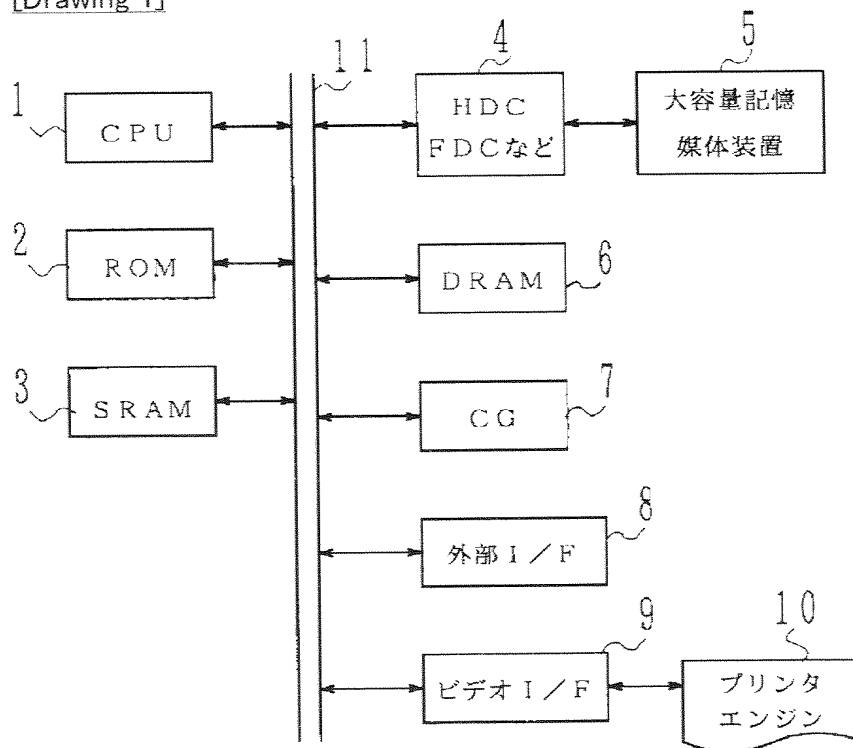 [Drawing 1]
1
CPU
2
ROM
3
SRAM
11
4
HDC
FDCなど
5
大容量記憶
媒体装置
DRAM
6
CG
7
外部I/F
8
ビデオI/F
9
プリンタ
エンジン
10